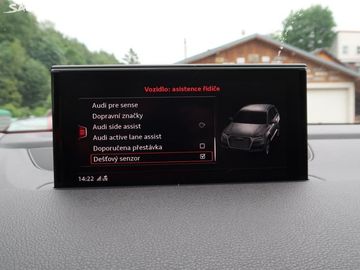 Vozidlo: asistence řidiče
Audi pre sense
Dopravní značky
Audi side assist
Audi active lane assist
Doporučená přestávka
Dešťový senzor
14:22